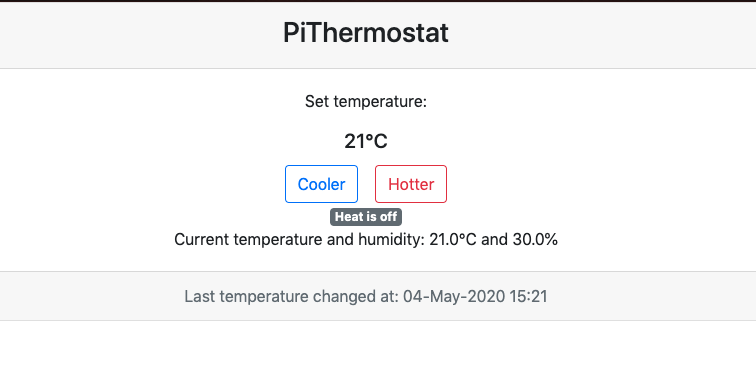 PiThermostat
Set temperature:
21°C
Cooler Hotter
Heat is off
Current temperature and humidity: 21.0°C and 30.0%
Last temperature changed at: 04-May-2020 15:21